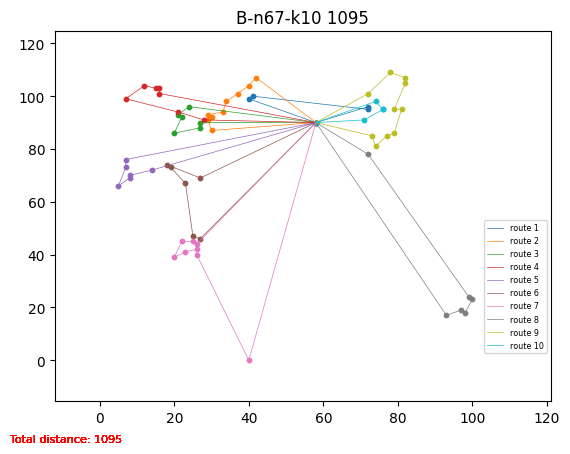 B-n67-k10 1095
120
100
80
60
40
20
0
0 20 40 60 80 100 120
route 1
route 2
route 3
route 4
route 5
route 6
route 7
route 8
route 9
route 10
Total distance: 1095